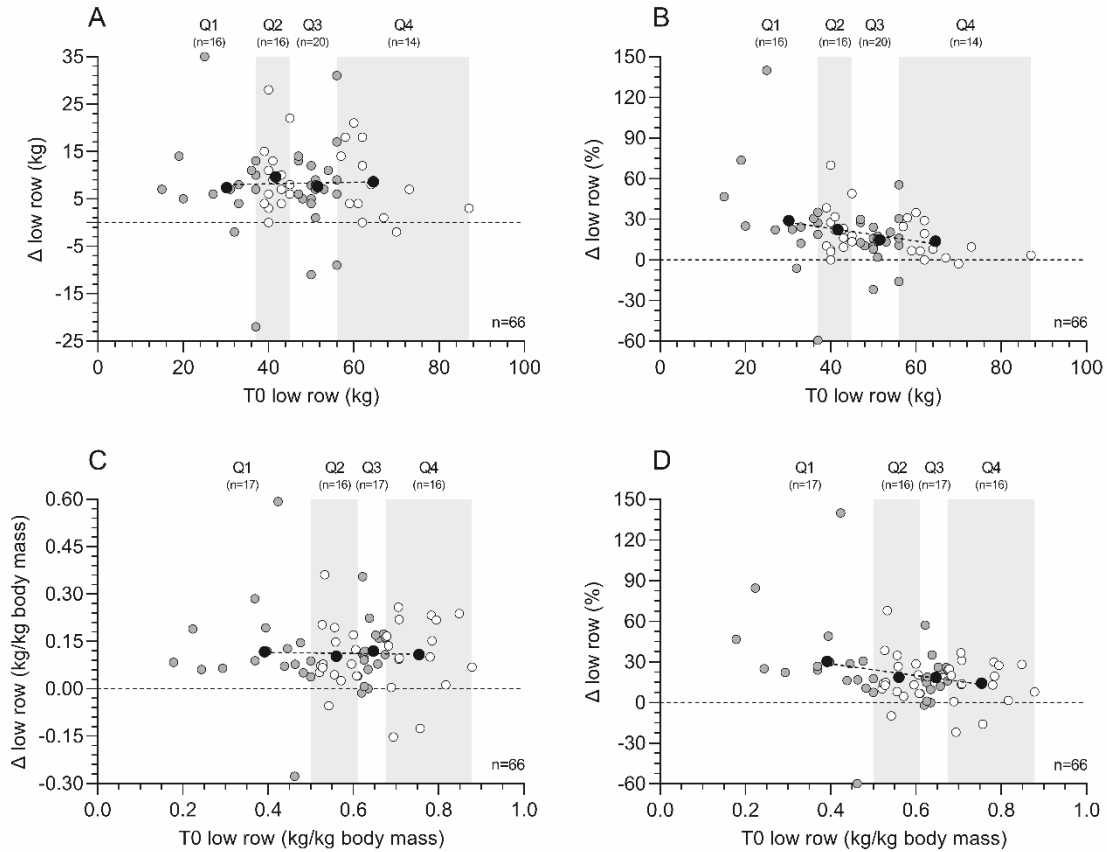 A
Q1 Q2 Q3 Q4
(n=16) (n=16) (n=20) (n=14)
Δ low row (kg)
35
25
15
5
-5
-15
-25
n=66
0 20 40 60 80 100
T0 low row (kg)
B
Q1 Q2 Q3 Q4
(n=16) (n=16) (n=20) (n=14)
Δ low row (%)
150
120
90
60
30
0
-30
-60
n=66
0 20 40 60 80 100
T0 low row (kg)
C
Q1 Q2 Q3 Q4
(n=17) (n=16) (n=17) (n=16)
Δ low row (kg/kg body mass)
0.60
0.45
0.30
0.15
0.00
-0.15
-0.30
n=66
0.0 0.2 0.4 0.6 0.8 1.0
T0 low row (kg/kg body mass)
D
Q1 Q2 Q3 Q4
(n=17) (n=16) (n=17) (n=16)
Δ low row (%)
150
120
90
60
30
0
-30
-60
n=66
0.0 0.2 0.4 0.6 0.8 1.0
T0 low row (kg/kg body mass)